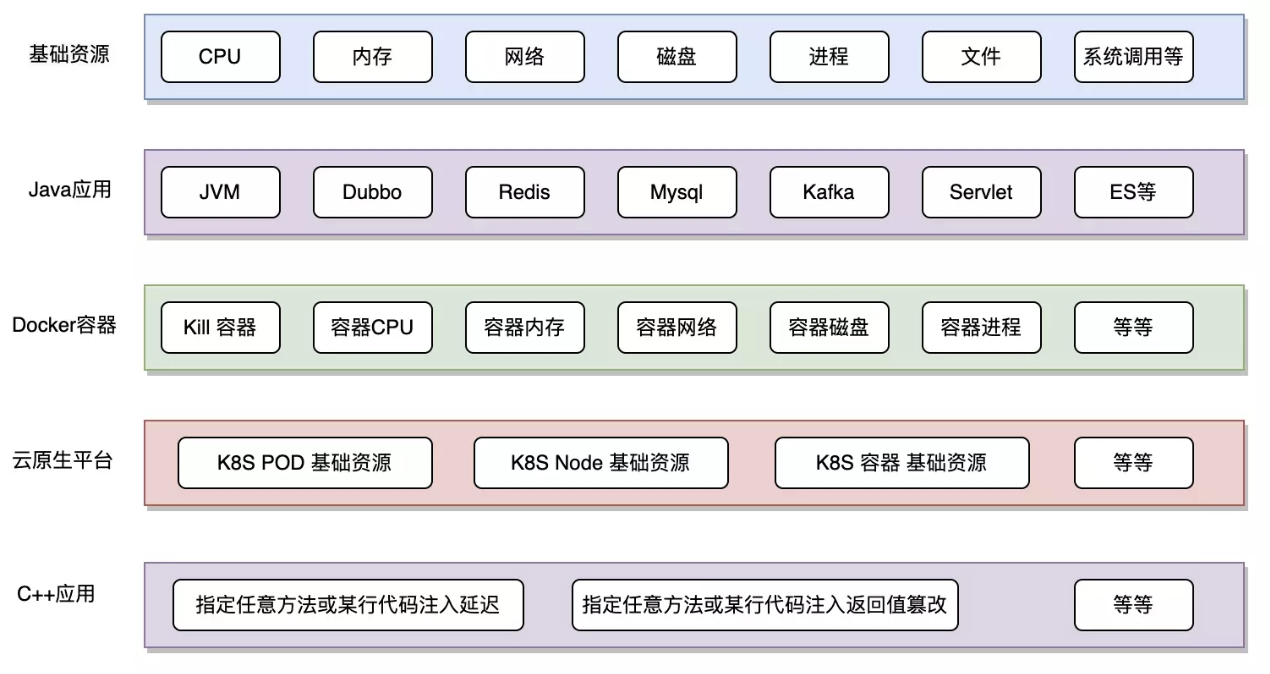 基础资源
CPU
内存
网络
磁盘
进程
文件
系统调用等
Java应用
JVM
Dubbo
Redis
Mysql
Kafka
Servlet
ES等
Docker容器
Kill 容器
容器CPU
容器内存
容器网络
容器磁盘
容器进程
等等
云原生平台
K8S POD 基础资源
K8S Node 基础资源
K8S 容器 基础资源
等等
C++应用
指定任意方法或某行代码注入延迟
指定任意方法或某行代码注入返回值篡改
等等